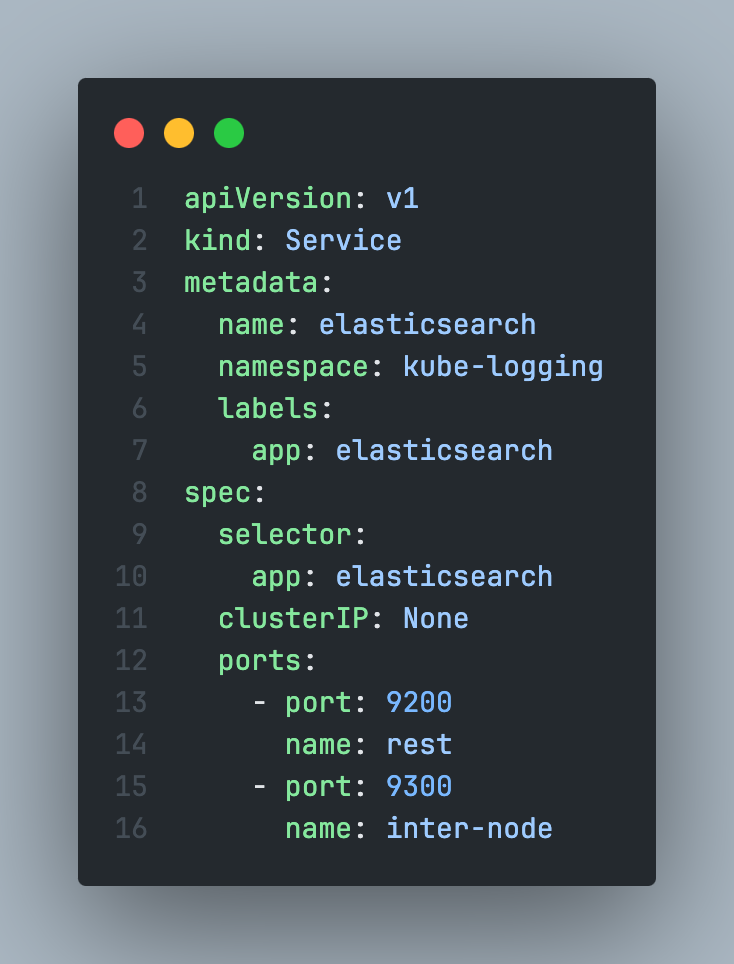 1 apiVersion: v1
2 kind: Service
3 metadata:
4   name: elasticsearch
5   namespace: kube-logging
6   labels:
7     app: elasticsearch
8 spec:
9   selector:
10     app: elasticsearch
11   clusterIP: None
12   ports:
13     - port: 9200
14       name: rest
15     - port: 9300
16       name: inter-node